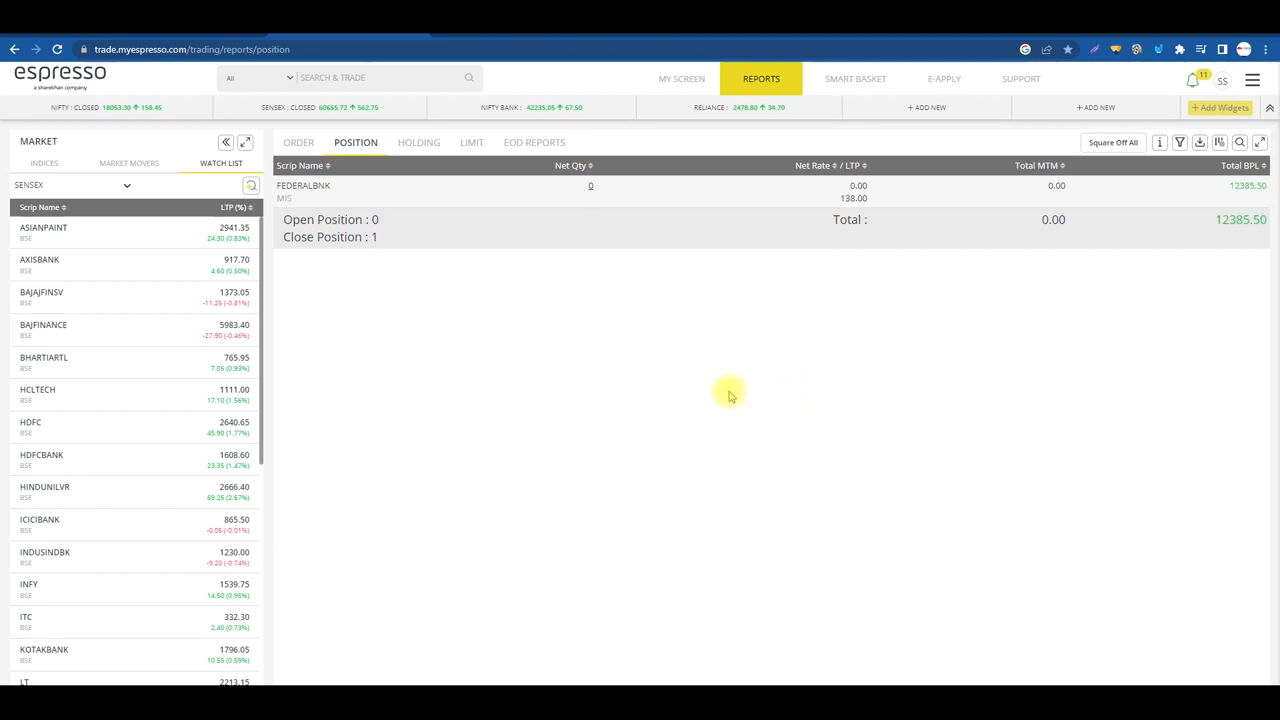 trade.myespresso.com/trading/reports/position
espresso
a sharekhan company
All
SEARCH & TRADE
MY SCREEN
REPORTS
SMART BASKET
E-APPLY
SUPPORT
11
SS
NIFTY : CLOSED 18053.30 ↑ 158.45
SENSEX : CLOSED 60655.72 ↑ 562.75
NIFTY BANK : 42235.05 ↑ 67.50
RELIANCE : 2478.80 ↑ 34.70
+ ADD NEW
+ ADD NEW
+ Add Widgets
MARKET
INDICES
MARKET MOVERS
WATCH LIST
SENSEX
Scrip Name
LTP (%)
ASIANPAINT 2941.35
BSE 24.30 (0.83%)
AXISBANK 917.70
BSE 4.60 (0.50%)
BAJAJFINSV 1373.05
BSE -11.25 (-0.81%)
BAJFINANCE 5983.40
BSE -27.90 (-0.46%)
BHARTIARTL 765.95
BSE 7.05 (0.93%)
HCLTECH 1111.00
BSE 17.10 (1.56%)
HDFC 2640.65
BSE 45.90 (1.77%)
HDFCBANK 1608.60
BSE 23.35 (1.47%)
HINDUNILVR 2666.40
BSE 69.25 (2.67%)
ICICIBANK 865.50
BSE -0.05 (-0.01%)
INDUSINDBK 1230.00
BSE -9.20 (-0.74%)
INFY 1539.75
BSE 14.50 (0.95%)
ITC 332.30
BSE 2.40 (0.73%)
KOTAKBANK 1796.05
BSE 10.55 (0.59%)
LT 2213.15
ORDER
POSITION
HOLDING
LIMIT
EOD REPORTS
Square Off All
Scrip Name
Net Qty
Net Rate / LTP
Total MTM
Total BPL
FEDERALBNK 0 0.00 0.00 12385.50
MIS 138.00
Open Position : 0 Total : 0.00 12385.50
Close Position : 1